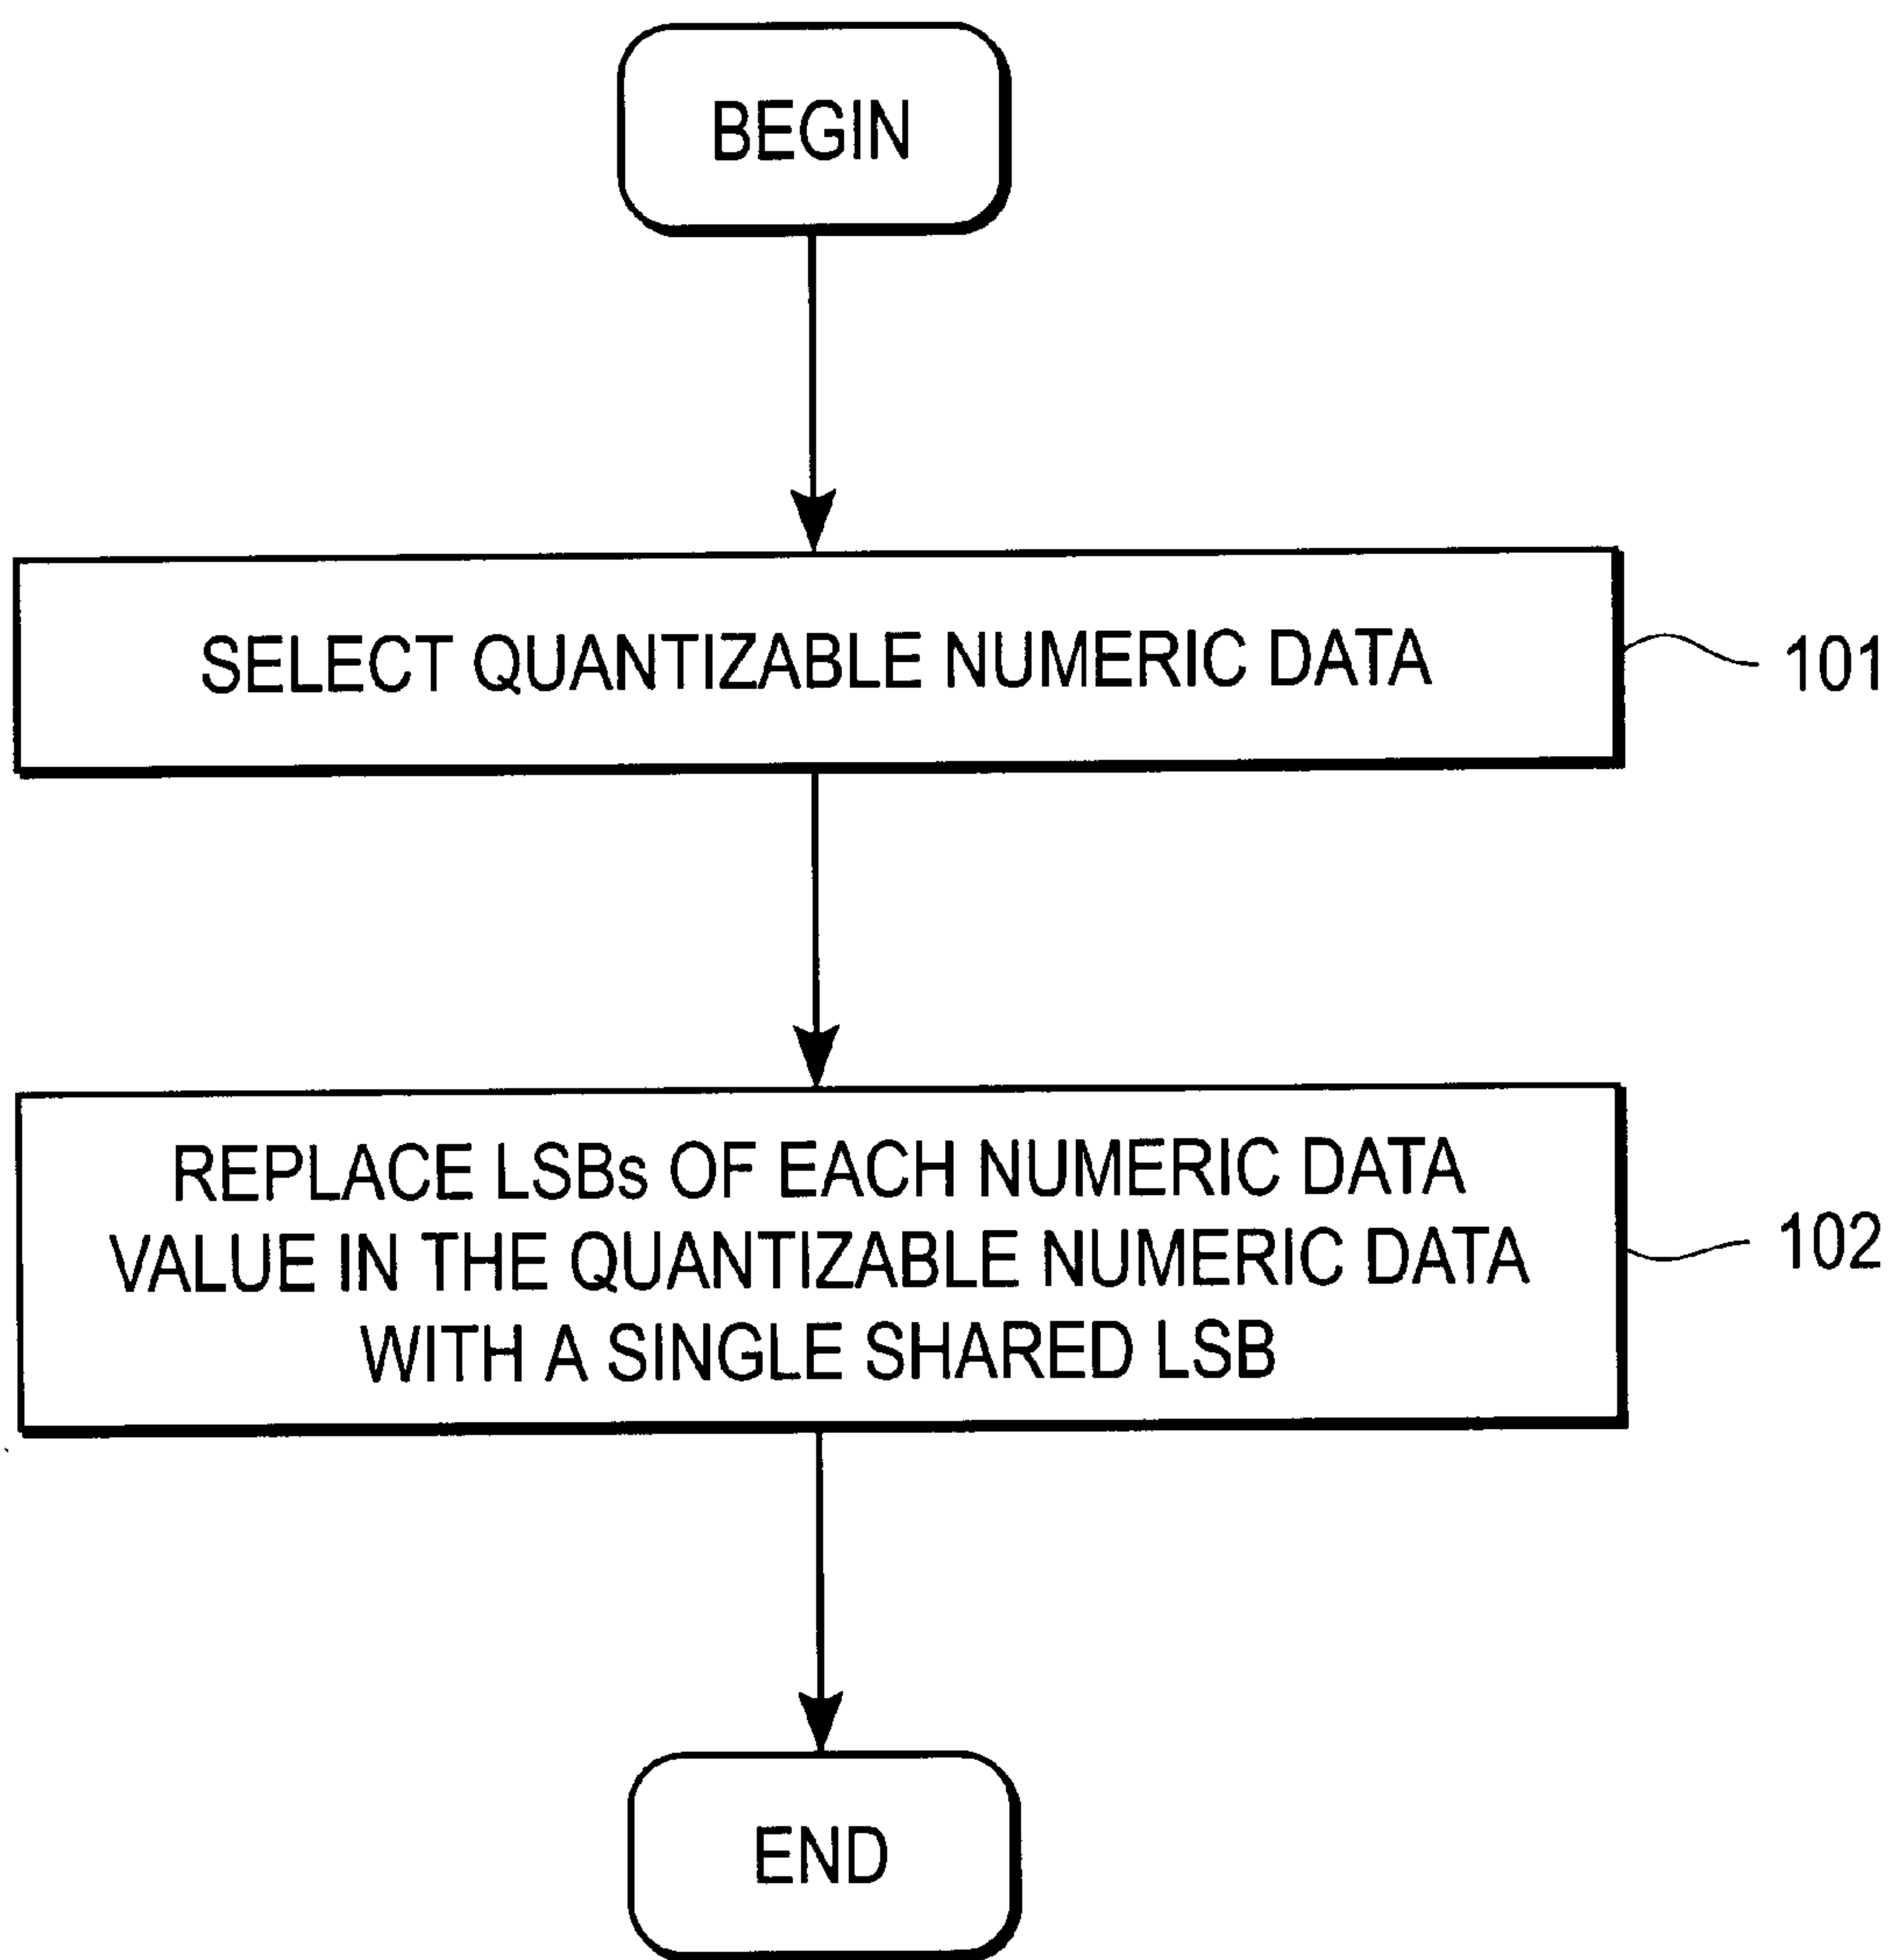 BEGIN
SELECT QUANTIZABLE NUMERIC DATA
101
REPLACE LSBs OF EACH NUMERIC DATA
VALUE IN THE QUANTIZABLE NUMERIC DATA
WITH A SINGLE SHARED LSB
102
END